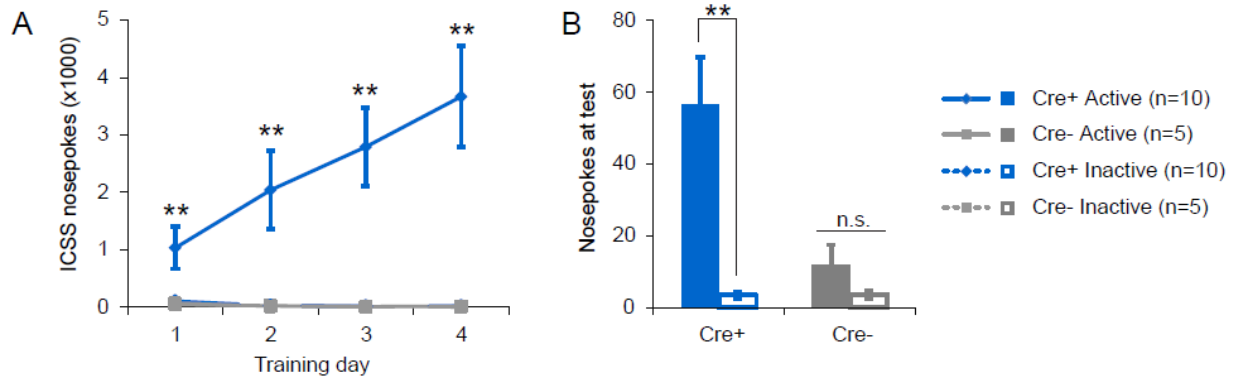 A
ICSS nosepokes (x1000)
5
4
3
2
1
0
**
**
**
**
1 2 3 4
Training day
B
Nosepokes at test
80
60
40
20
0
**
n.s.
Cre+ Cre-
Cre+ Active (n=10)
Cre- Active (n=5)
Cre+ Inactive (n=10)
Cre- Inactive (n=5)